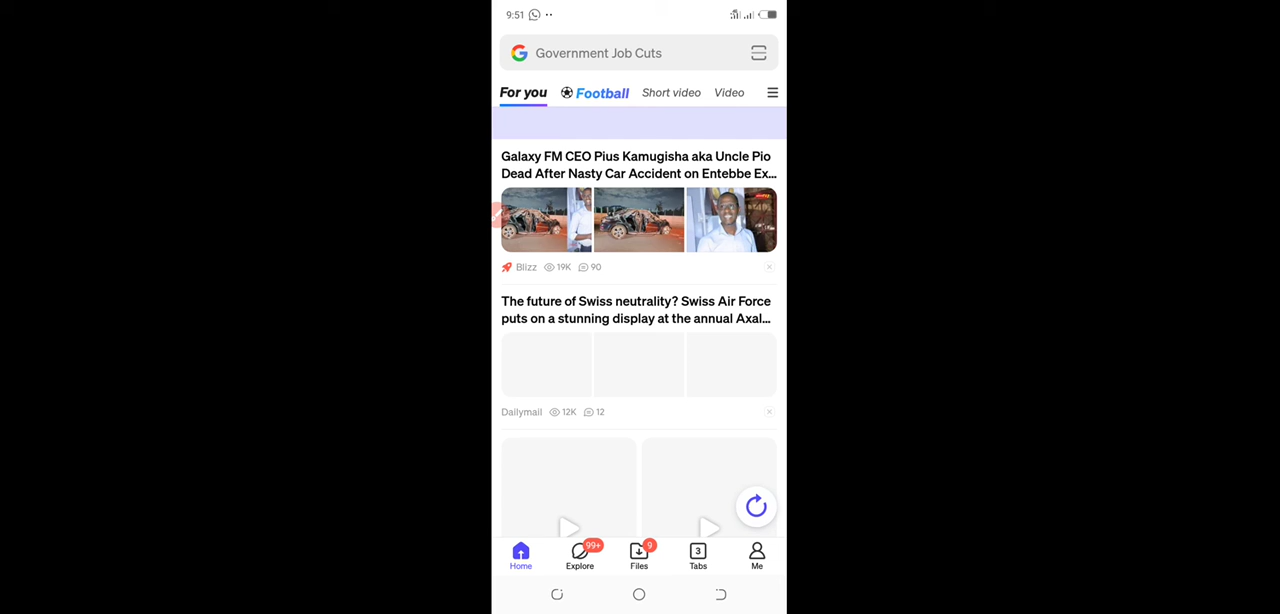 9:51
Government Job Cuts
For you Football Short video Video
Galaxy FM CEO Pius Kamugisha aka Uncle Pio
Dead After Nasty Car Accident on Entebbe Ex...
Blizz 19K 90
The future of Swiss neutrality? Swiss Air Force
puts on a stunning display at the annual Axal...
Dailymail 12K 12
99+ 9 3
Home Explore Files Tabs Me